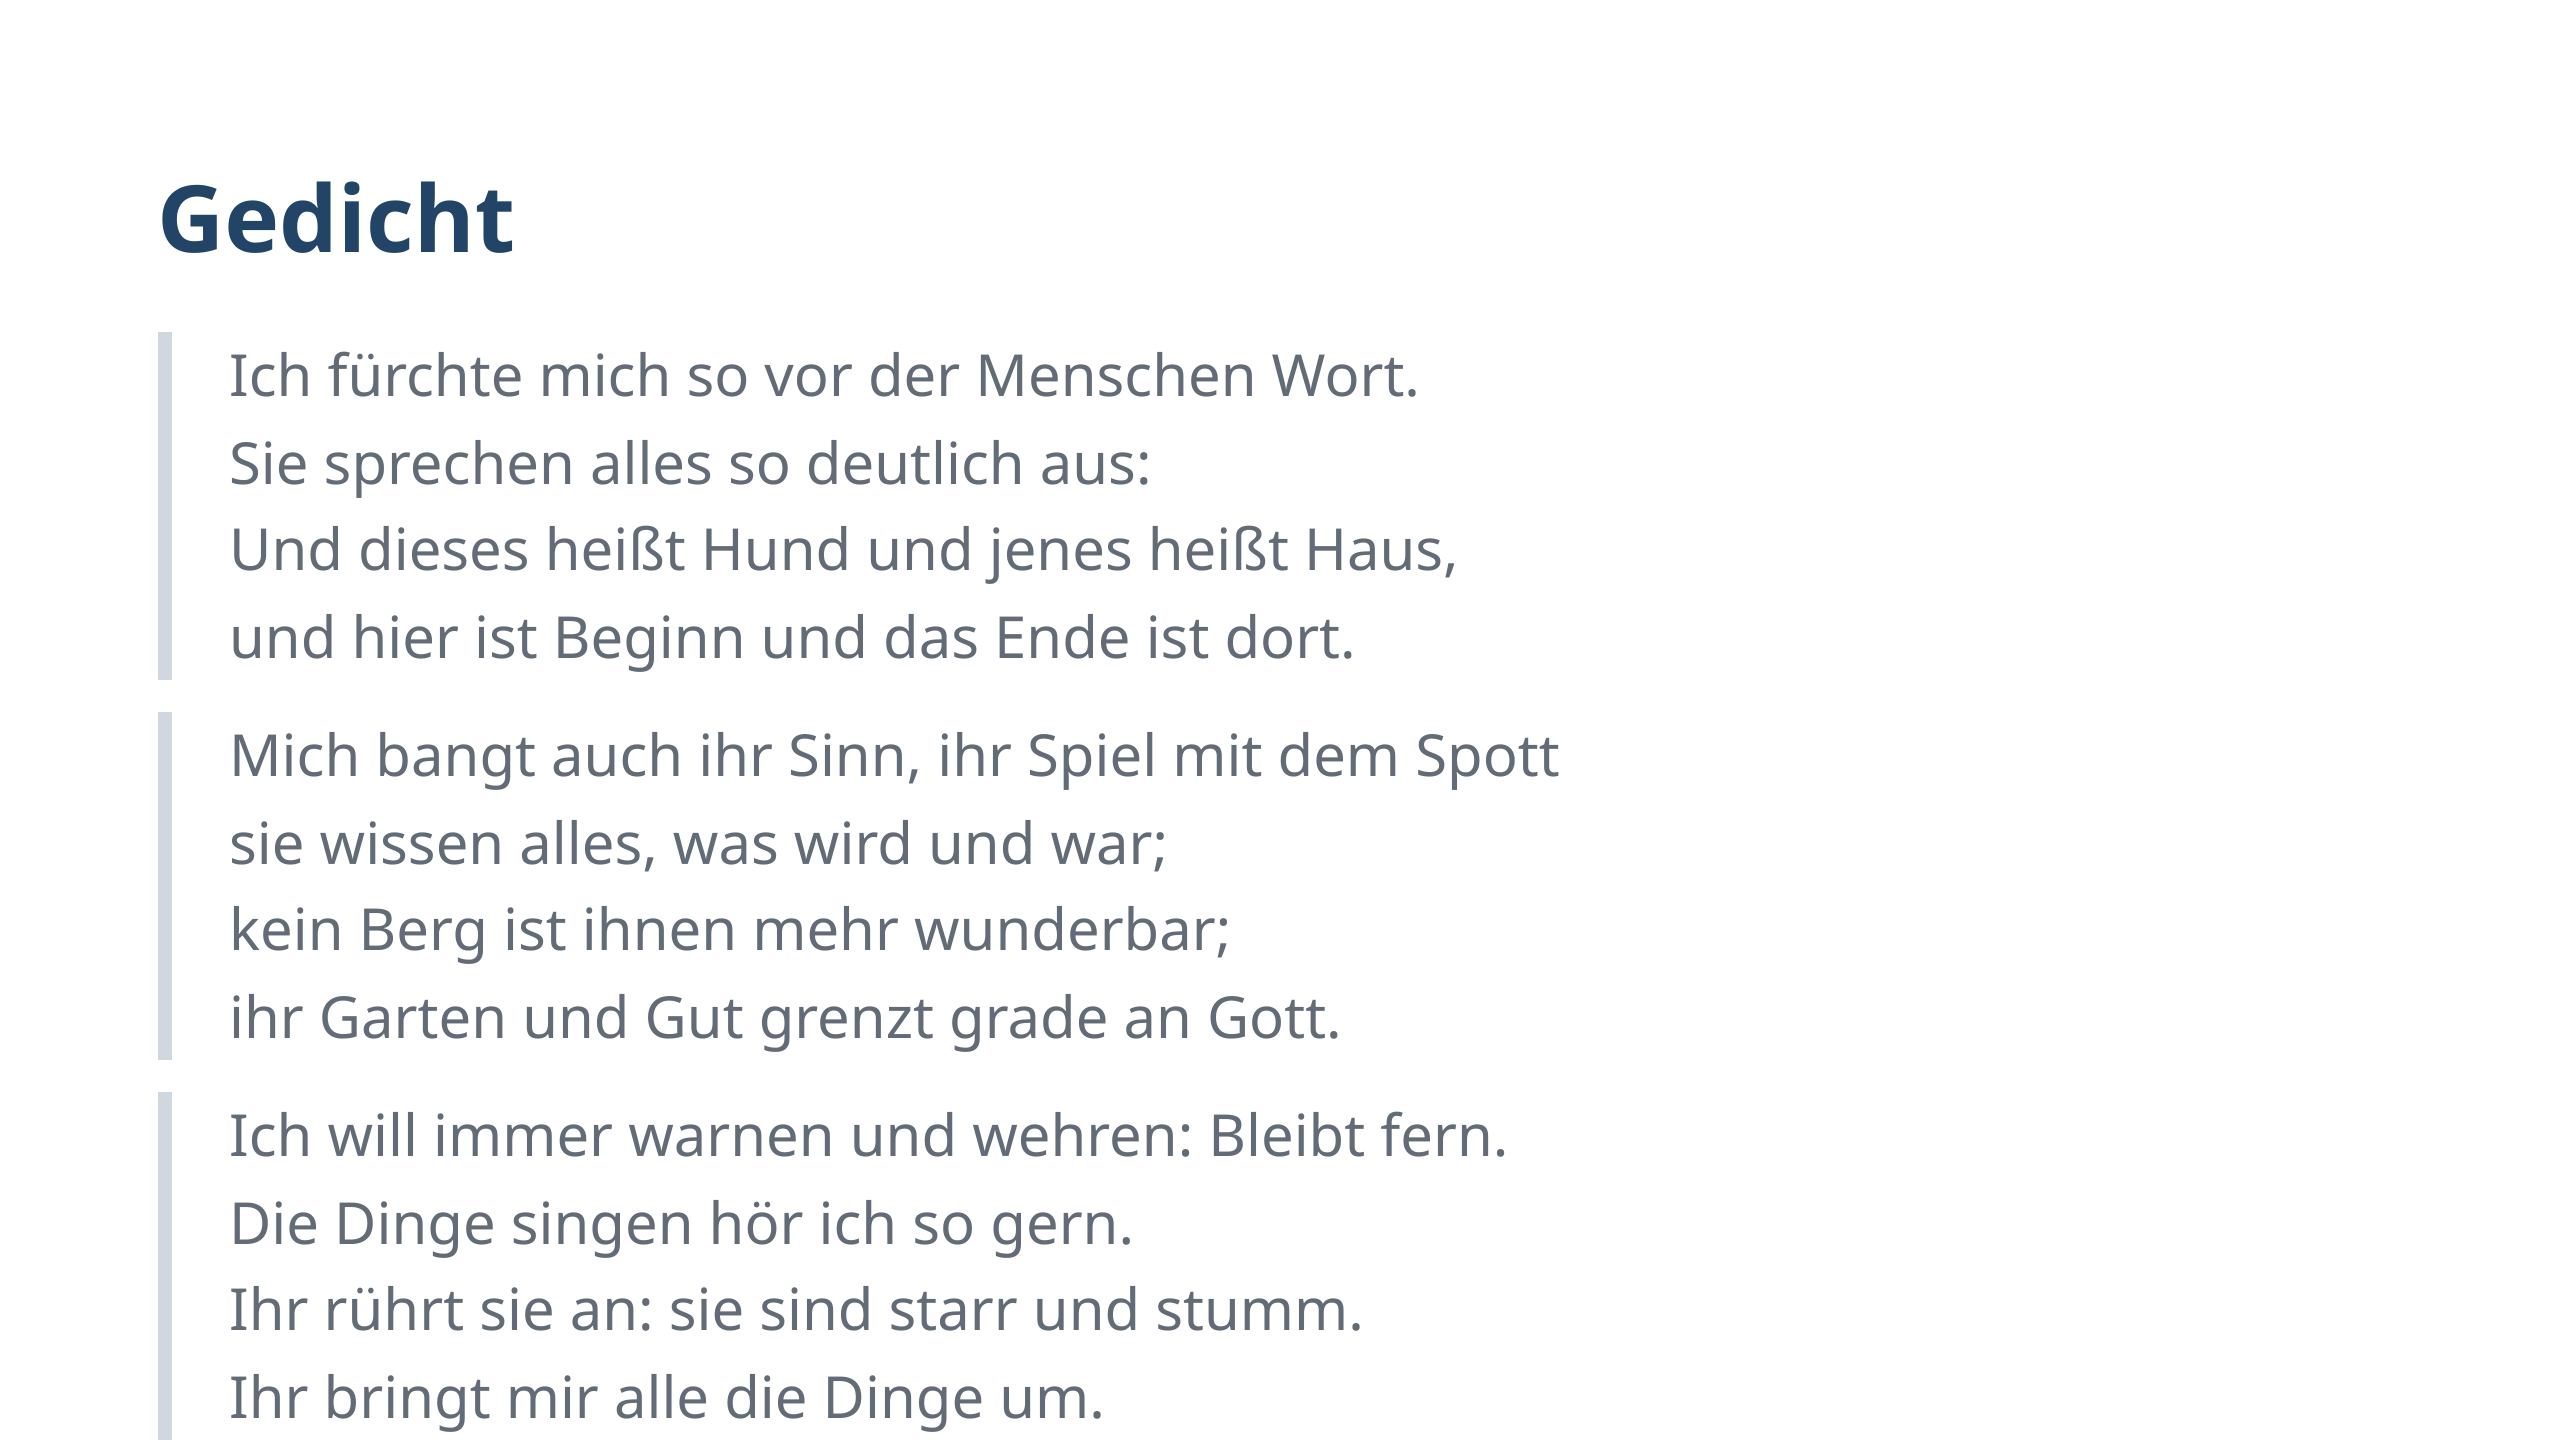 Gedicht
Ich fürchte mich so vor der Menschen Wort.
Sie sprechen alles so deutlich aus:
Und dieses heißt Hund und jenes heißt Haus,
und hier ist Beginn und das Ende ist dort.
Mich bangt auch ihr Sinn, ihr Spiel mit dem Spott
sie wissen alles, was wird und war;
kein Berg ist ihnen mehr wunderbar;
ihr Garten und Gut grenzt grade an Gott.
Ich will immer warnen und wehren: Bleibt fern.
Die Dinge singen hör ich so gern.
Ihr rührt sie an: sie sind starr und stumm.
Ihr bringt mir alle die Dinge um.